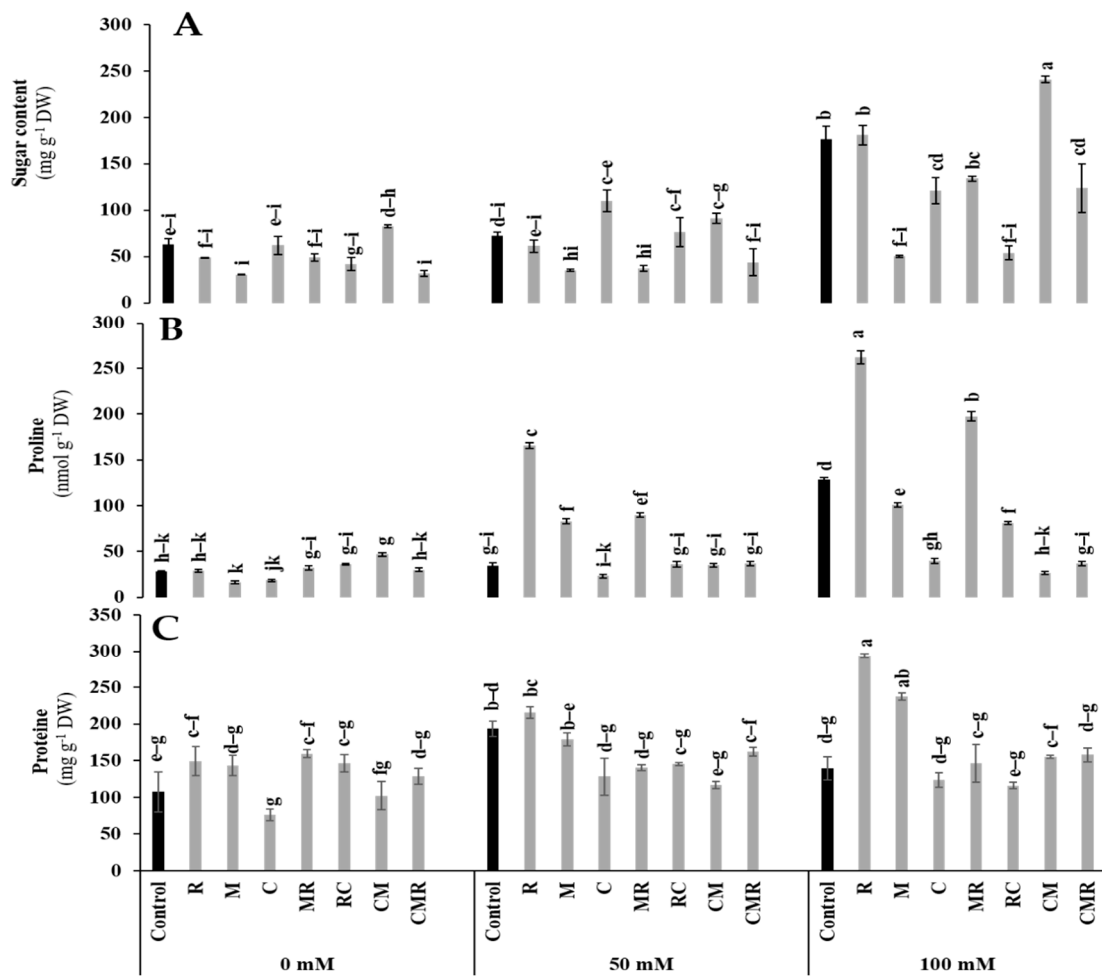 A
Sugar content
(mg g-1 DW)
300
250
200
150
100
50
0
e–i
f–i
i
e–i
f–i
g–i
d–h
i
d–i
e–i
hi
c–e
hi
c–f
c–g
f–i
b
b
f–i
cd
bc
f–i
a
cd
B
Proline
(nmol g-1 DW)
300
250
200
150
100
50
0
h–k
h–k
k
jk
g–i
g–i
g
h–k
g–i
c
f
i–k
ef
g–i
g–i
g–i
d
a
e
gh
b
f
h–k
g–i
C
Proteine
(mg g-1 DW)
350
300
250
200
150
100
50
0
e–g
c–f
d–g
g
c–f
c–g
fg
d–g
b–d
bc
b–e
d–g
d–g
c–g
e–g
c–f
d–g
a
ab
d–g
c–g
e–g
c–f
d–g
Control R M C MR RC CM CMR Control R M C MR RC CM CMR Control R M C MR RC CM CMR
0 mM 50 mM 100 mM